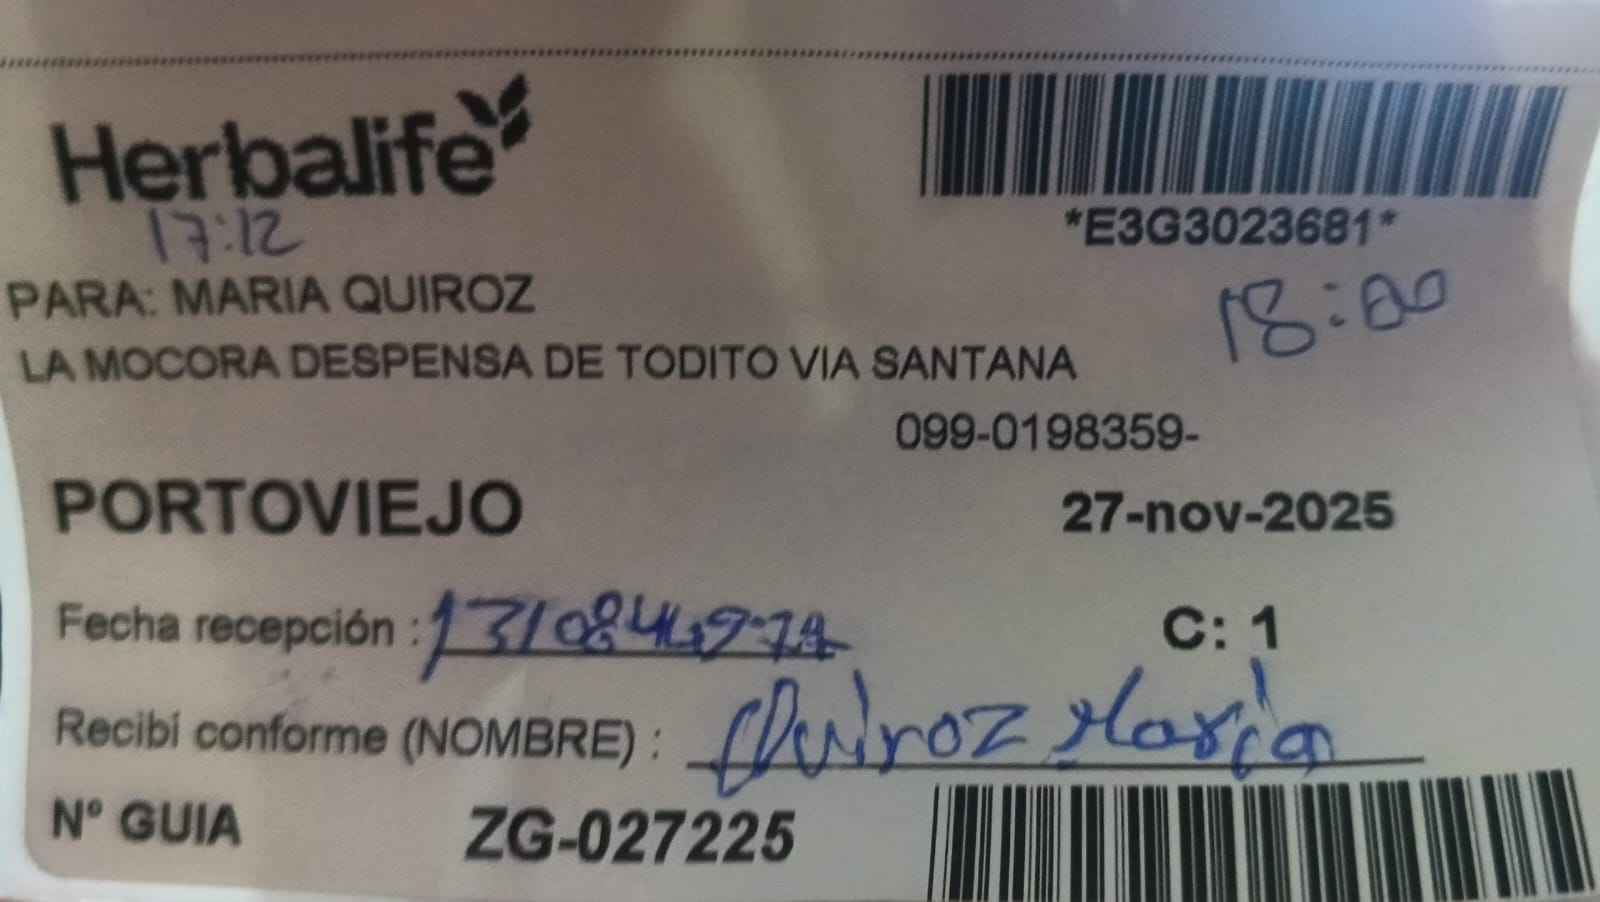 Herbalife
*E3G3023681*
17:12
18:00
PARA: MARIA QUIROZ
LA MOCORA DESPENSA DE TODITO VIA SANTANA
099-0198359-
PORTOVIEJO
27-nov-2025
Fecha recepción :
C: 1
Recibí conforme (NOMBRE) : Quiroz Maria
Nº GUIA ZG-027225